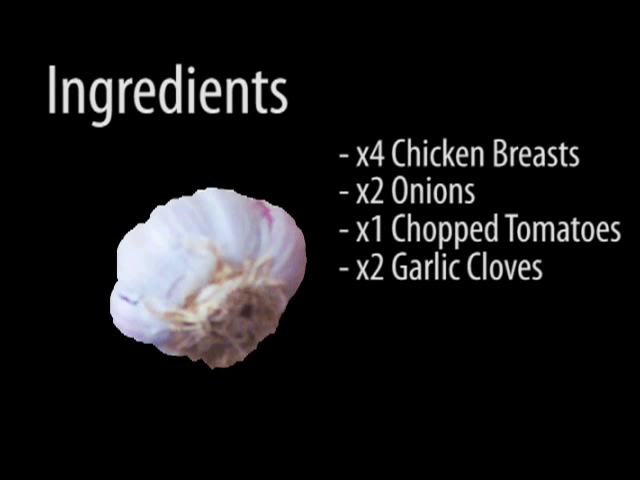 Ingredients
- x4 Chicken Breasts
- x2 Onions
- x1 Chopped Tomatoes
- x2 Garlic Cloves